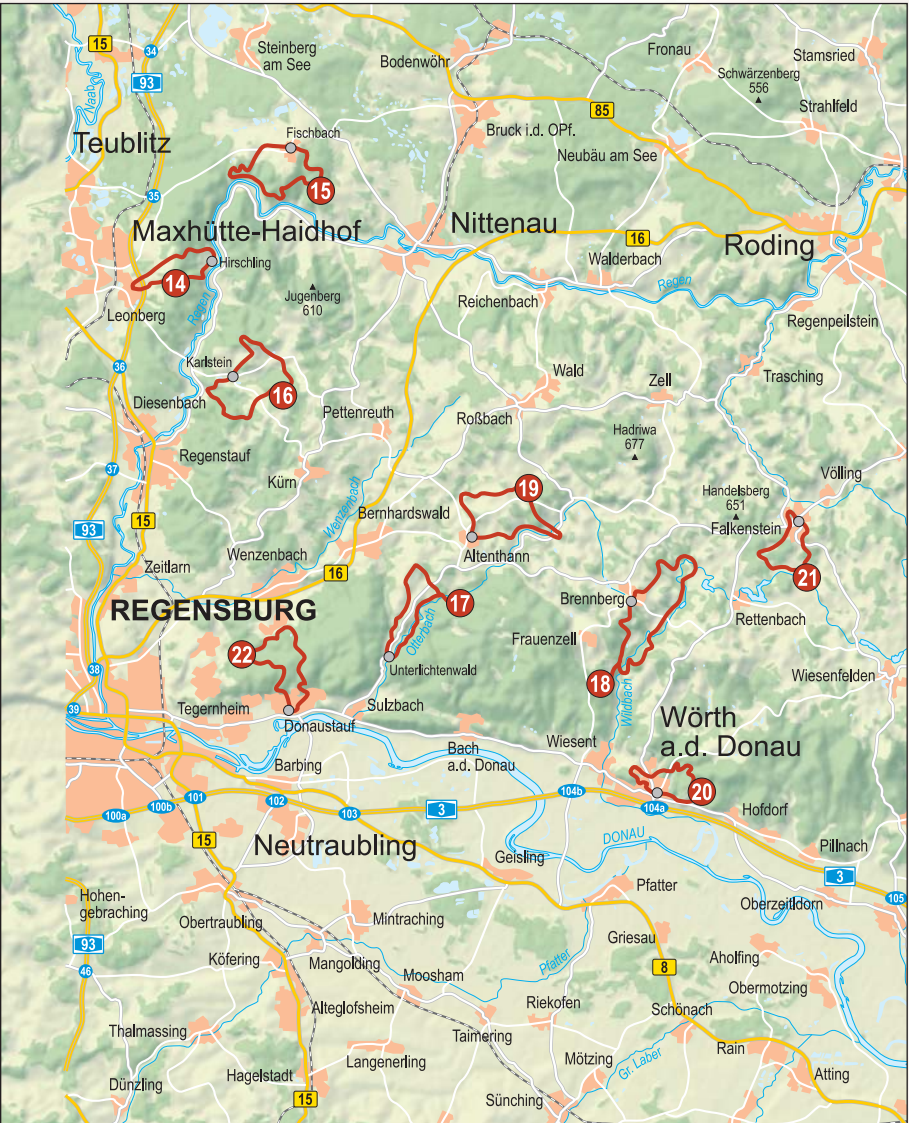 15
34
93
Steinberg
am See
Bodenwöhr
Fronau
Stamsried
Schwärzenberg
556
Strahlfeld
Naab
85
Teublitz
Fischbach
Bruck i.d. OPf.
Neubäu am See
15
35
Maxhütte-Haidhof
Nittenau
16
Roding
Hirschling
Walderbach
14
Regen
Jugenberg
610
Reichenbach
Regen
Leonberg
Regenpeilstein
36
Karlstein
Wald
Trasching
Zell
Diesenbach
16
Pettenreuth
Roßbach
Hadriwa
677
Regenstauf
37
Kürn
Völling
19
Handelsberg
651
93
15
Bernhardswald
Wenzenbach
Falkenstein
Wenzenbach
Altenthann
Zeitlarn
16
21
REGENSBURG
17
Brennberg
Otterbach
Rettenbach
22
Frauenzell
38
Unterlichtenwald
18
Wiesenfelden
39
Tegernheim
Sulzbach
Wildbach
Wörth
a.d. Donau
Donaustauf
Wiesent
Barbing
Bach
a.d. Donau
20
100a
100b
101
102
103
3
104b
104a
Hofdorf
15
Neutraubling
DONAU
Geisling
Pillnach
3
Hohen-
gebraching
Pfatter
105
Oberzeitldorn
Obertraubling
Mintraching
93
Griesau
46
Köfering
Mangolding
Pfatter
8
Aholfing
Moosham
Obermotzing
Alteglofsheim
Riekofen
Schönach
Thalmassing
Taimering
Langenerling
Rain
Mötzing
Gr. Laber
Dünzling
Hagelstadt
Atting
15
Sünching